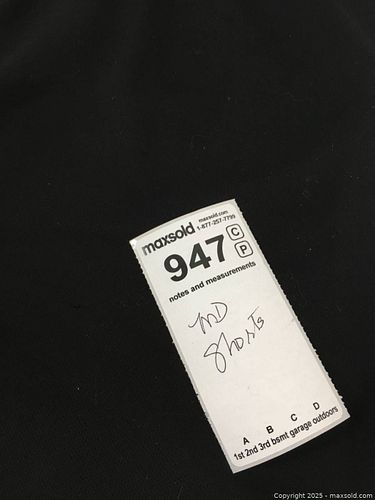 maxsold maxsold.com
1-877-257-7799
947 C
P
notes and measurements
MD
Shorts
A B C D
1st 2nd 3rd bsmt garage outdoors
Copyright 2025 - maxsold.com